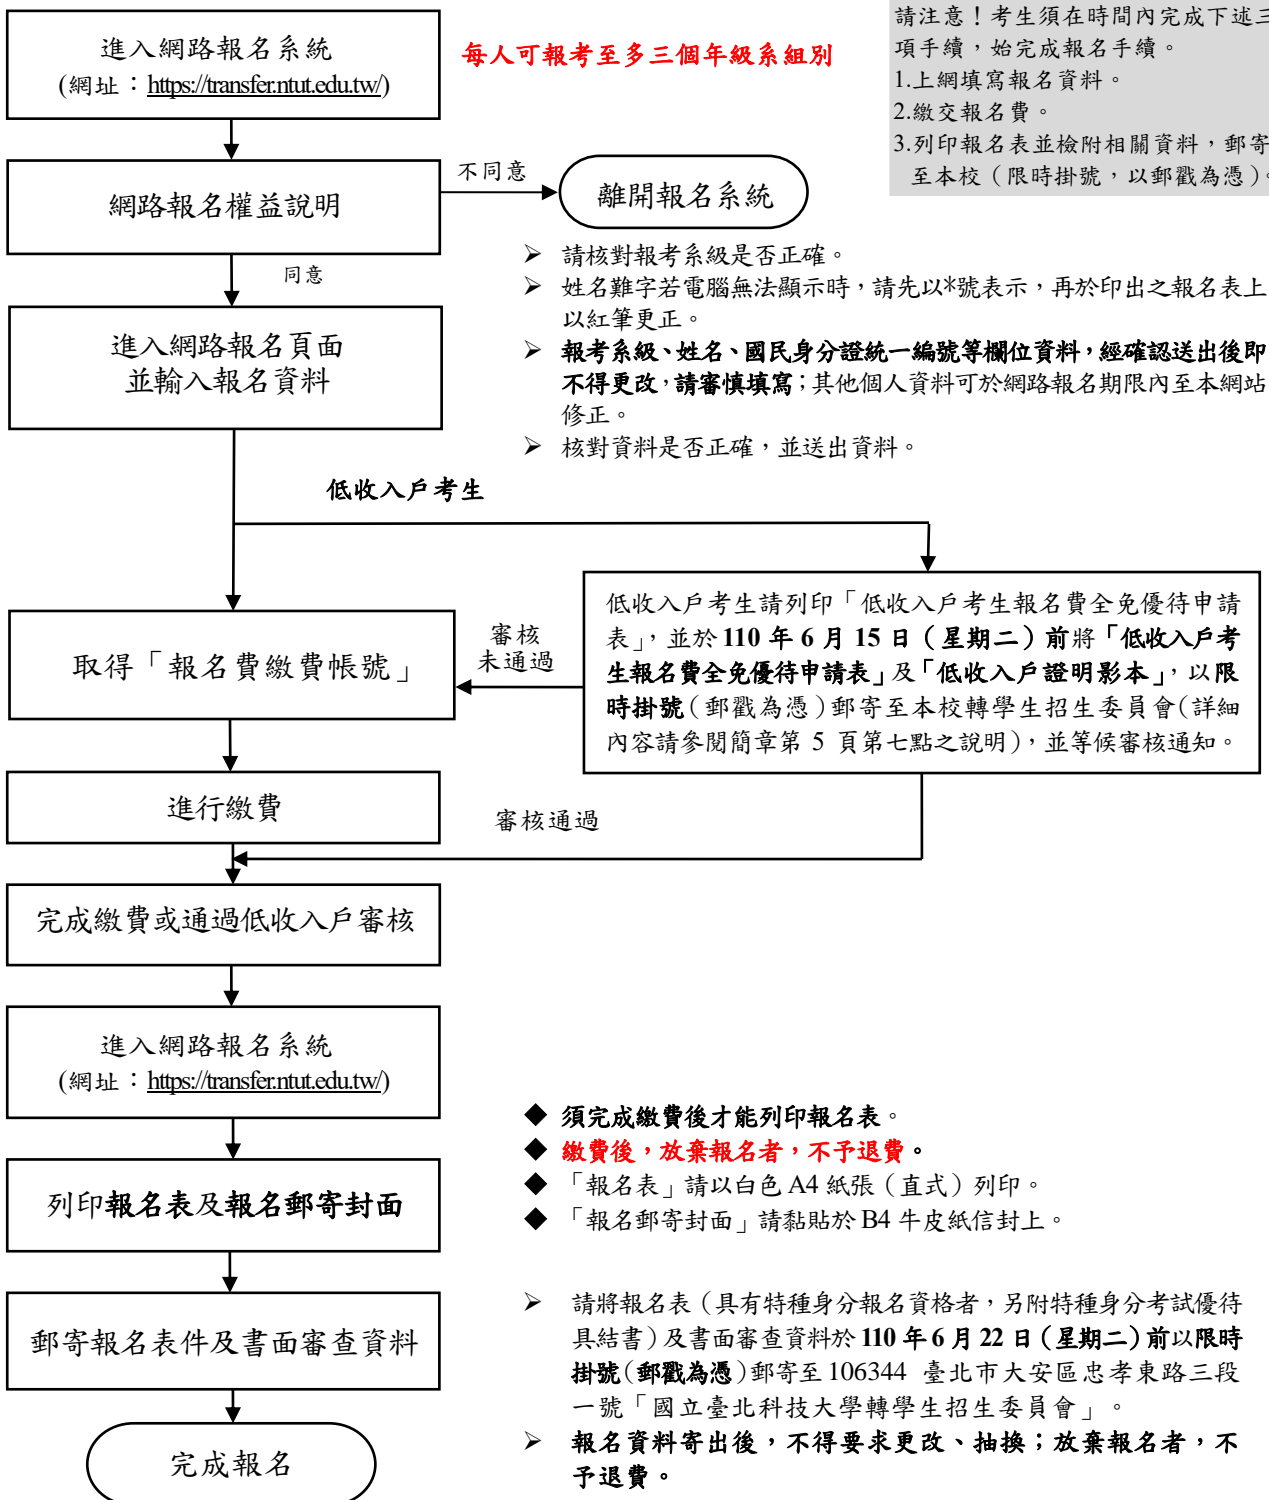 進入網路報名系統
(網址：https://transfer.ntut.edu.tw/)
每人可報考至多三個年級系組別
請注意！考生須在時間內完成下述三
項手續，始完成報名手續。
1.上網填寫報名資料。
2.繳交報名費。
3.列印報名表並檢附相關資料，郵寄
至本校（限時掛號，以郵戳為憑）。
網路報名權益說明
不同意
離開報名系統
同意
進入網路報名頁面
並輸入報名資料
➢ 請核對報考系級是否正確。
➢ 姓名難字若電腦無法顯示時，請先以*號表示，再於印出之報名表上
以紅筆更正。
➢ 報考系級、姓名、國民身分證統一編號等欄位資料，經確認送出後即
不得更改，請審慎填寫；其他個人資料可於網路報名期限內至本網站
修正。
➢ 核對資料是否正確，並送出資料。
低收入戶考生
取得「報名費繳費帳號」
審核
未通過
低收入戶考生請列印「低收入戶考生報名費全免優待申請
表」，並於 110 年 6 月 15 日（星期二）前將「低收入戶考
生報名費全免優待申請表」及「低收入戶證明影本」，以限
時掛號（郵戳為憑）郵寄至本校轉學生招生委員會（詳細
內容請參閱簡章第 5 頁第七點之說明），並等候審核通知。
進行繳費
審核通過
完成繳費或通過低收入戶審核
進入網路報名系統
(網址：https://transfer.ntut.edu.tw/)
列印報名表及報名郵寄封面
◆ 須完成繳費後才能列印報名表。
◆ 繳費後，放棄報名者，不予退費。
◆ 「報名表」請以白色 A4 紙張（直式）列印。
◆ 「報名郵寄封面」請黏貼於 B4 牛皮紙信封上。
郵寄報名表件及書面審查資料
➢ 請將報名表（具有特種身分報名資格者，另附特種身分考試優待
具結書）及書面審查資料於 110 年 6 月 22 日（星期二）前以限時
掛號（郵戳為憑）郵寄至 106344 臺北市大安區忠孝東路三段
一號「國立臺北科技大學轉學生招生委員會」。
➢ 報名資料寄出後，不得要求更改、抽換；放棄報名者，不
予退費。
完成報名